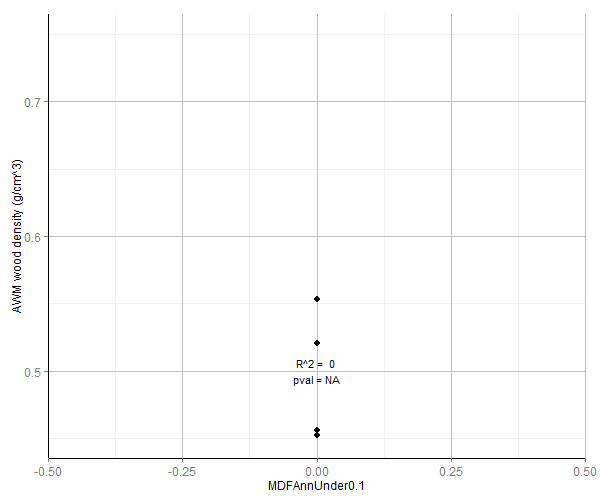 AWM wood density (g/cm^3)
0.7
0.6
0.5
R^2 = 0
pval = NA
-0.50
-0.25
0.00
0.25
0.50
MDFAnnUnder0.1